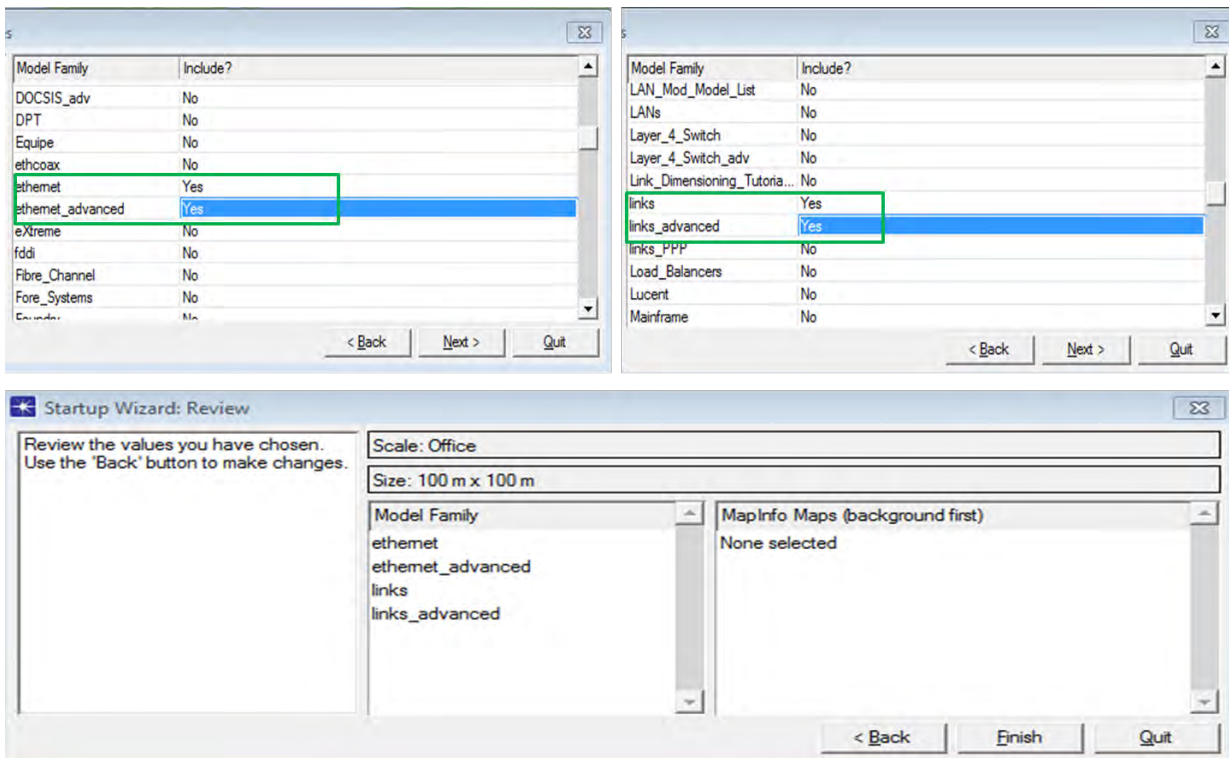 s
Model Family Include?
DOCSIS_adv No
DPT No
Equipe No
ethcoax No
ethernet Yes
ethernet_advanced Yes
eXtreme No
fddi No
Fibre_Channel No
Fore_Systems No
Foundry No
< Back Next > Quit
s
Model Family Include?
LAN_Mod_Model_List No
LANs No
Layer_4_Switch No
Layer_4_Switch_adv No
Link_Dimensioning_Tutoria... No
links Yes
links_advanced Yes
links_PPP No
Load_Balancers No
Lucent No
Mainframe No
< Back Next > Quit
Startup Wizard: Review
Review the values you have chosen.
Use the 'Back' button to make changes.
Scale: Office
Size: 100 m x 100 m
Model Family
ethernet
ethernet_advanced
links
links_advanced
MapInfo Maps (background first)
None selected
< Back Finish Quit